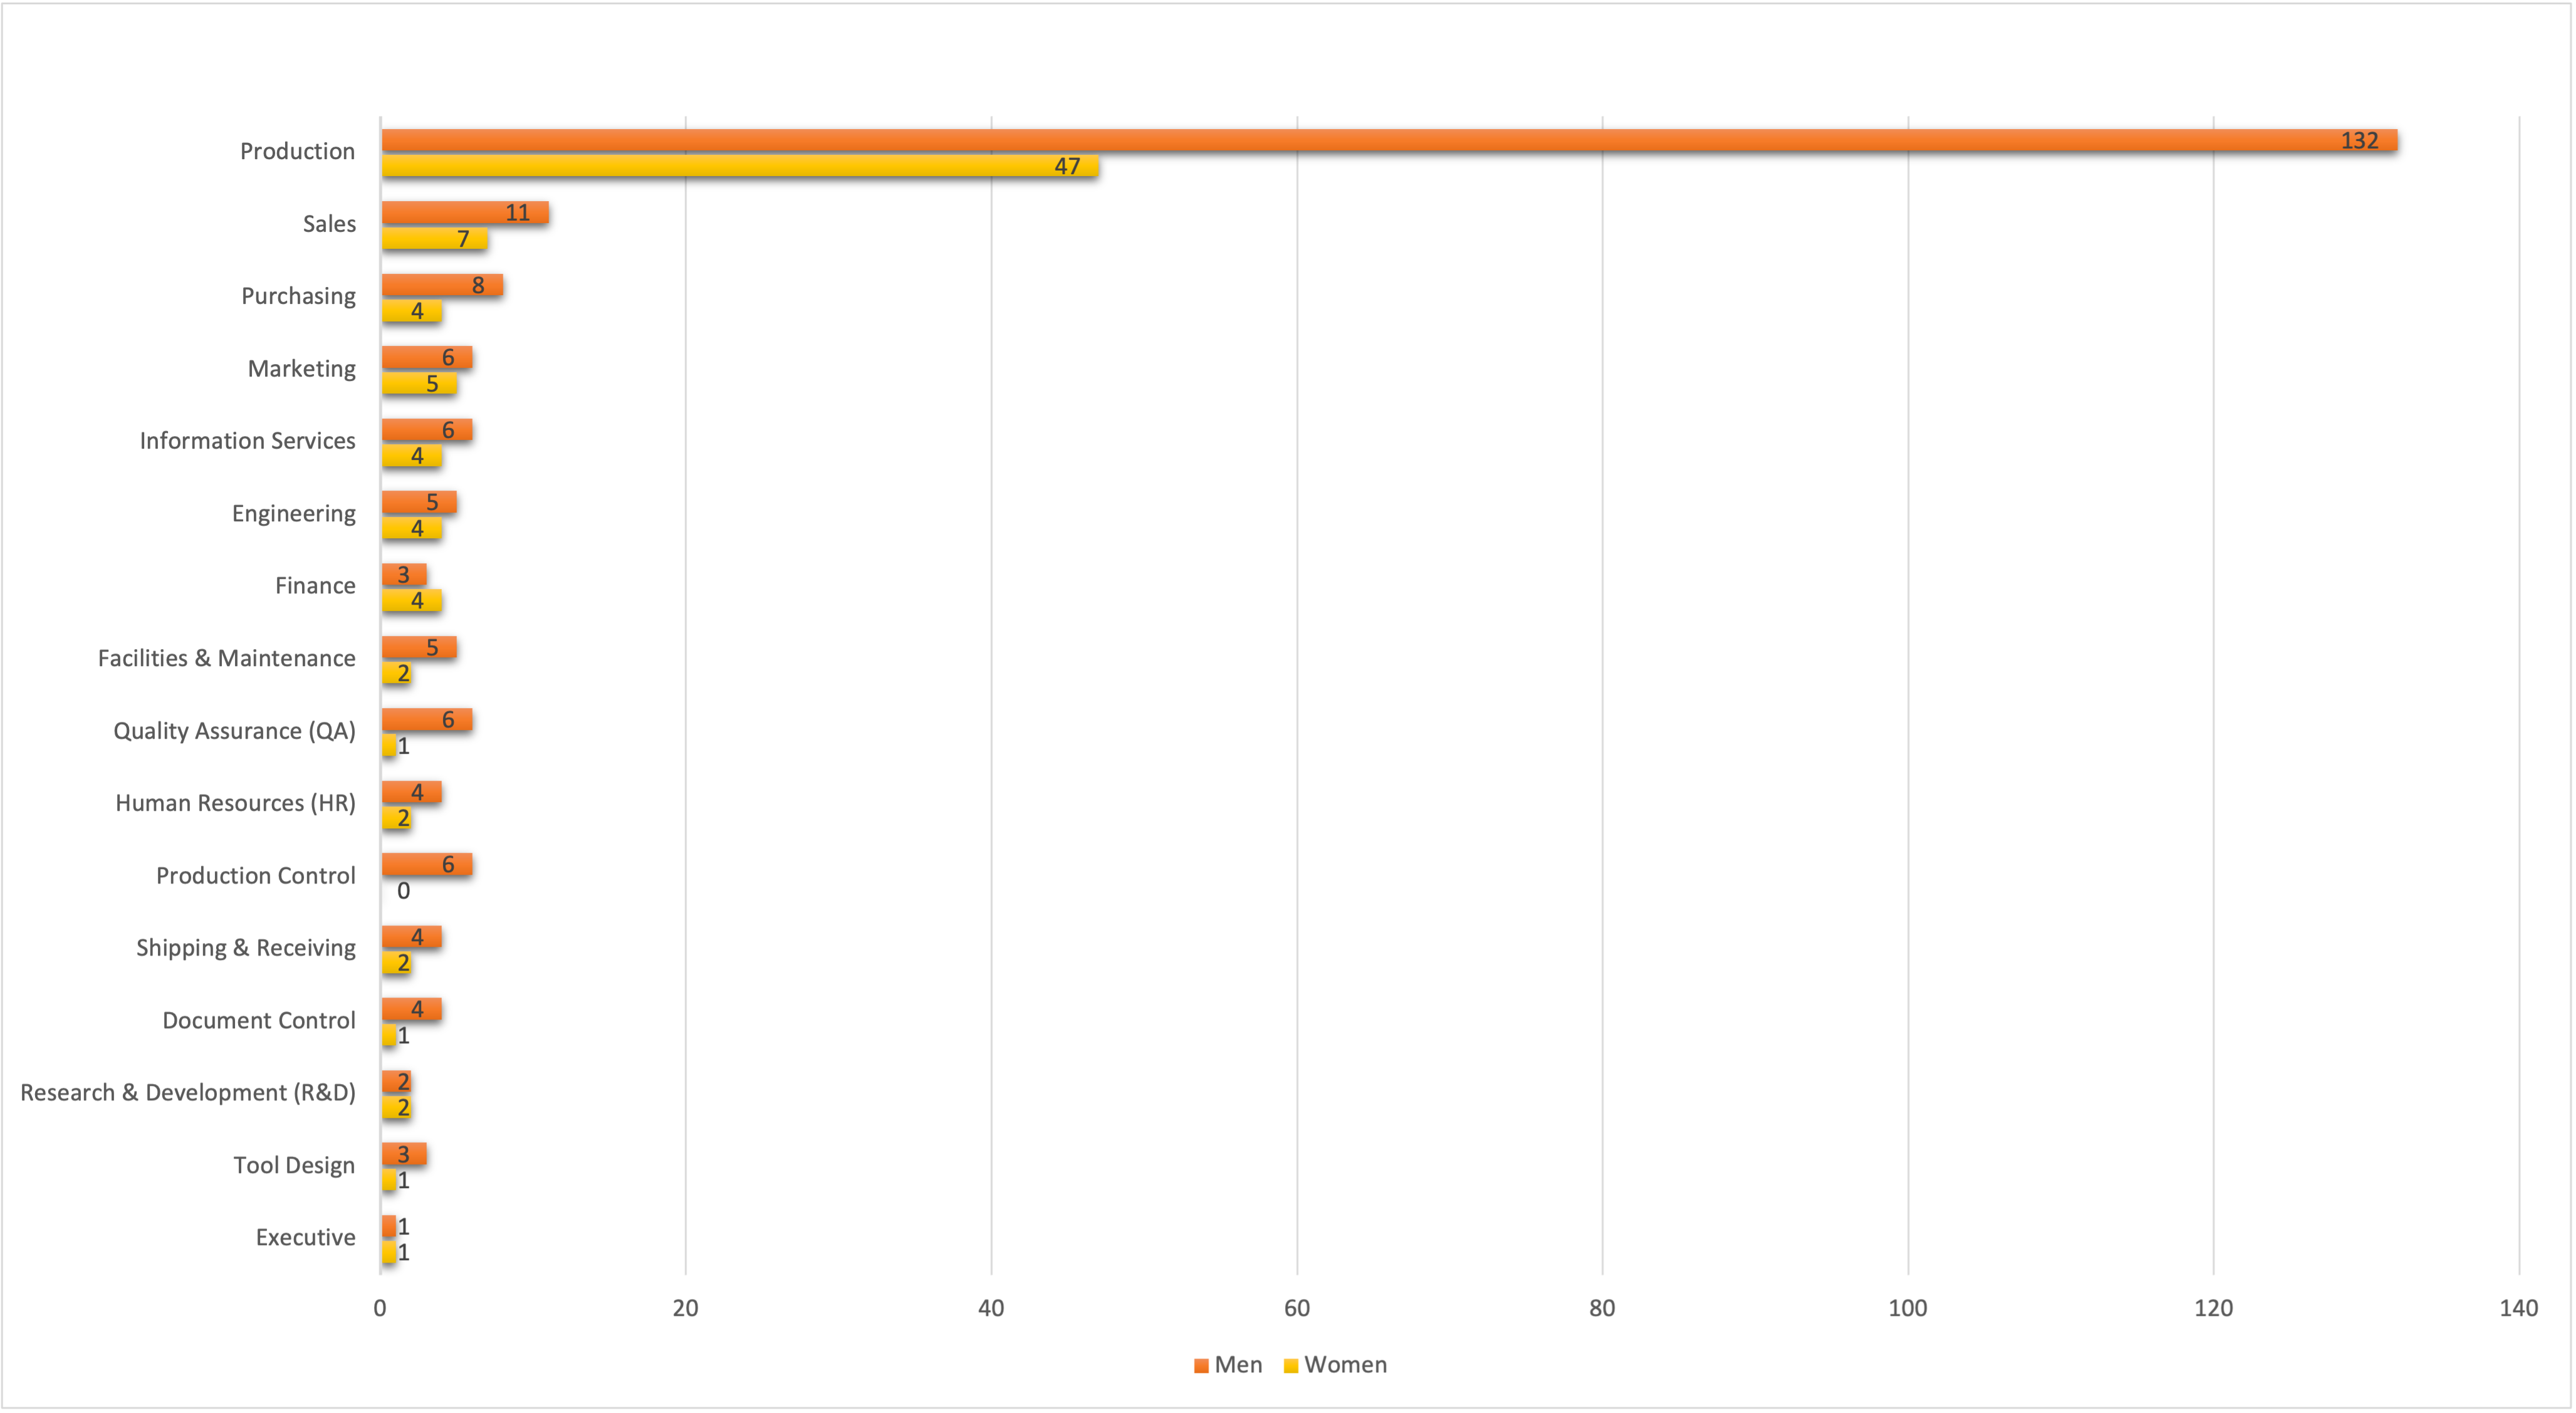 Production
132
47
Sales
11
7
Purchasing
8
4
Marketing
6
5
Information Services
6
4
Engineering
5
4
Finance
3
4
Facilities & Maintenance
5
2
Quality Assurance (QA)
6
1
Human Resources (HR)
4
2
Production Control
6
0
Shipping & Receiving
4
2
Document Control
4
1
Research & Development (R&D)
2
2
Tool Design
3
1
Executive
1
1
0 20 40 60 80 100 120 140
Men Women